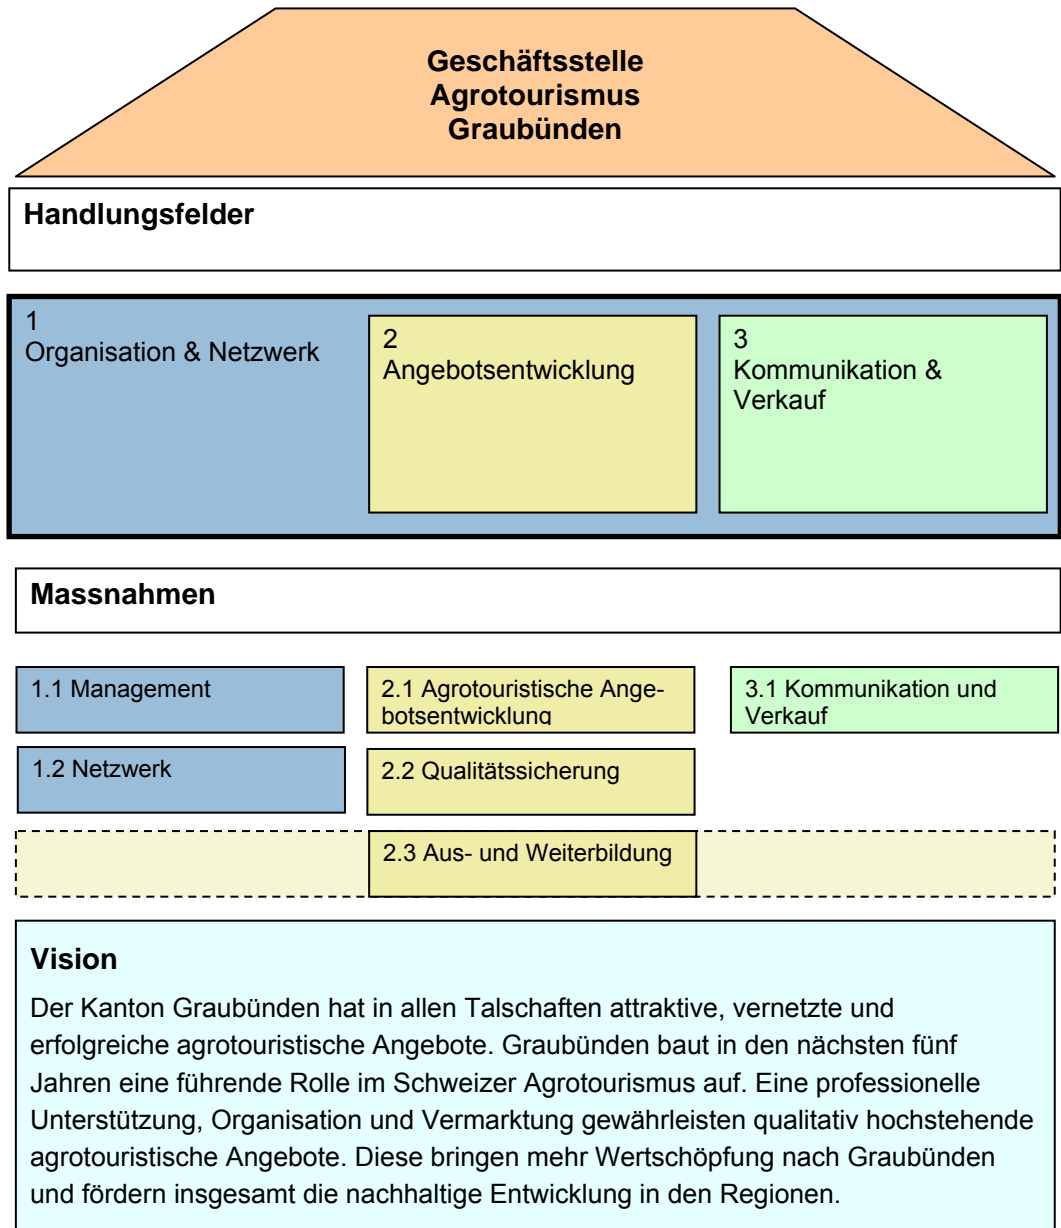 Geschäftsstelle
Agrotourismus
Graubünden
Handlungsfelder
1
Organisation & Netzwerk
2
Angebotsentwicklung
3
Kommunikation &
Verkauf
Massnahmen
1.1 Management
1.2 Netzwerk
2.1 Agrotouristische Ange-
botsentwicklung
2.2 Qualitätssicherung
2.3 Aus- und Weiterbildung
3.1 Kommunikation und
Verkauf
Vision
Der Kanton Graubünden hat in allen Talschaften attraktive, vernetzte und
erfolgreiche agrotouristische Angebote. Graubünden baut in den nächsten fünf
Jahren eine führende Rolle im Schweizer Agrotourismus auf. Eine professionelle
Unterstützung, Organisation und Vermarktung gewährleisten qualitativ hochstehende
agrotouristische Angebote. Diese bringen mehr Wertschöpfung nach Graubünden
und fördern insgesamt die nachhaltige Entwicklung in den Regionen.